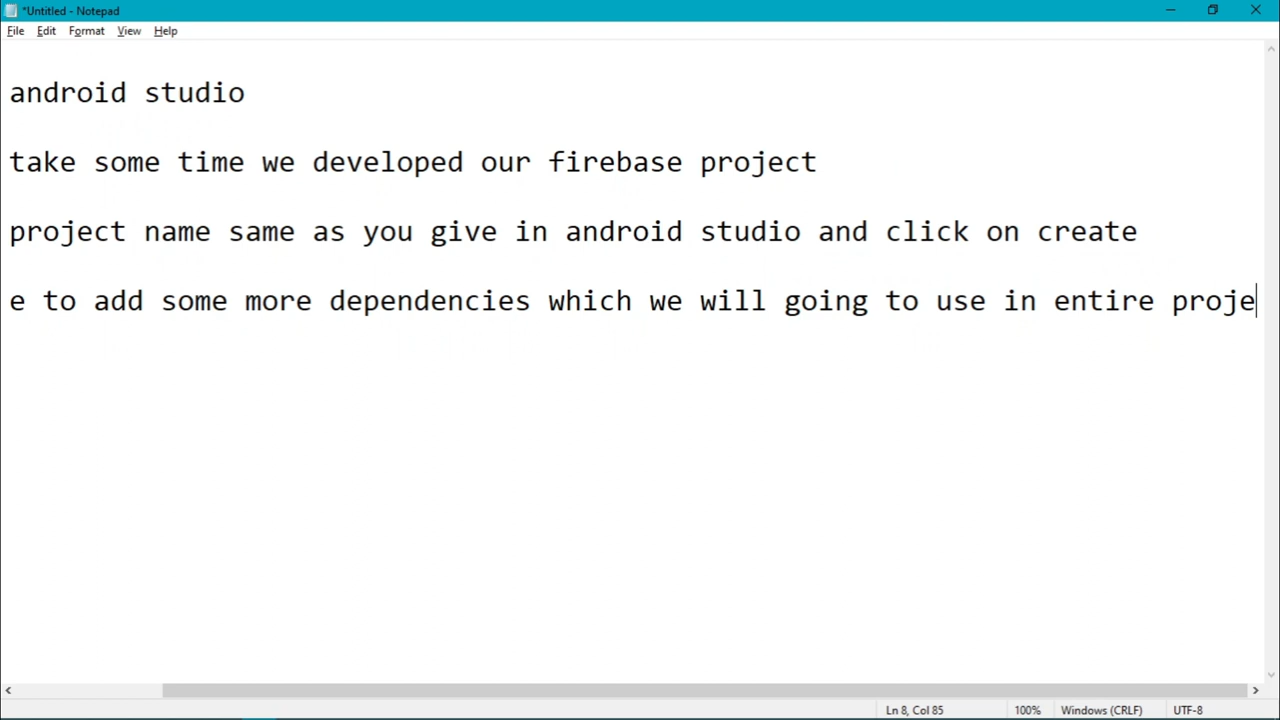 *Untitled - Notepad
File Edit Format View Help
android studio
take some time we developed our firebase project
project name same as you give in android studio and click on create
e to add some more dependencies which we will going to use in entire proje
Ln 8, Col 85 100% Windows (CRLF) UTF-8